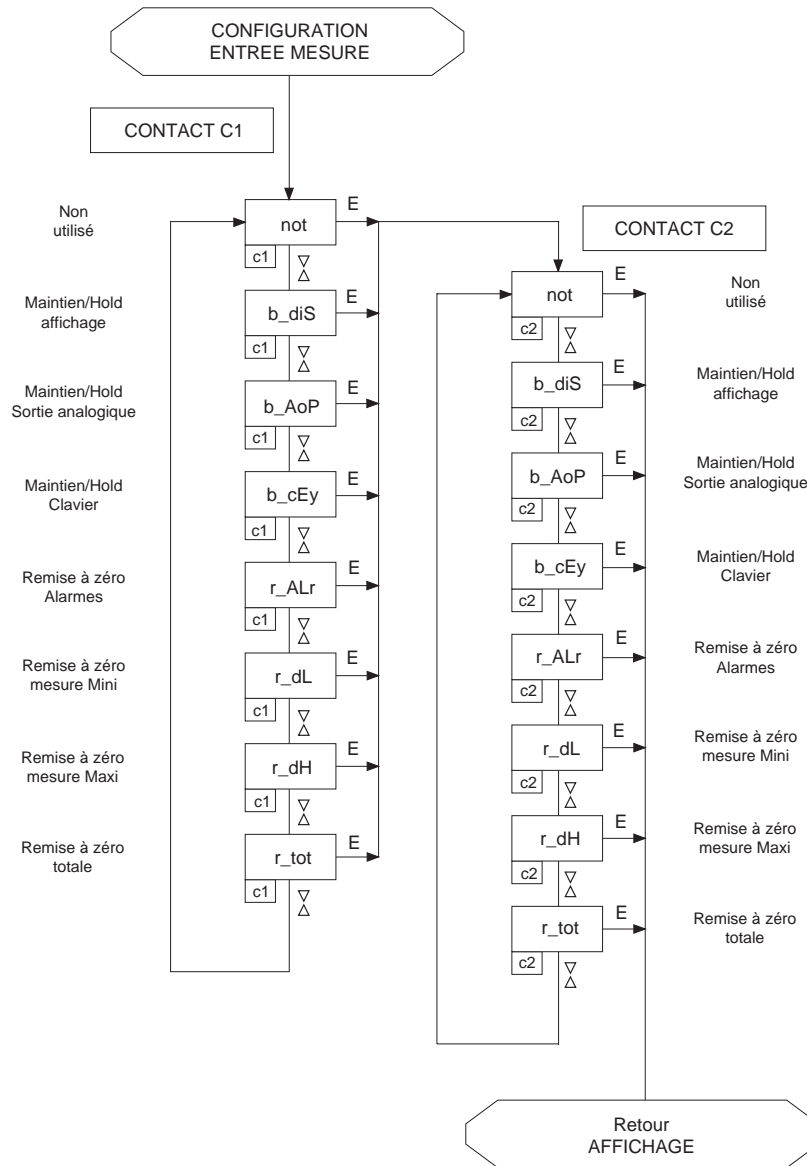 CONFIGURATION
ENTREE MESURE
CONTACT C1
Non
utilisé
not
E
c1
Maintien/Hold
affichage
b_diS
E
c1
Maintien/Hold
Sortie analogique
b_AoP
E
c1
Maintien/Hold
Clavier
b_cEy
E
c1
Remise à zéro
Alarmes
r_ALr
E
c1
Remise à zéro
mesure Mini
r_dL
E
c1
Remise à zéro
mesure Maxi
r_dH
E
c1
Remise à zéro
totale
r_tot
E
c1
CONTACT C2
not
E
Non
utilisé
c2
b_diS
E
Maintien/Hold
affichage
c2
b_AoP
E
Maintien/Hold
Sortie analogique
c2
b_cEy
E
Maintien/Hold
Clavier
c2
r_ALr
E
Remise à zéro
Alarmes
c2
r_dL
E
Remise à zéro
mesure Mini
c2
r_dH
E
Remise à zéro
mesure Maxi
c2
r_tot
E
Remise à zéro
totale
c2
Retour
AFFICHAGE